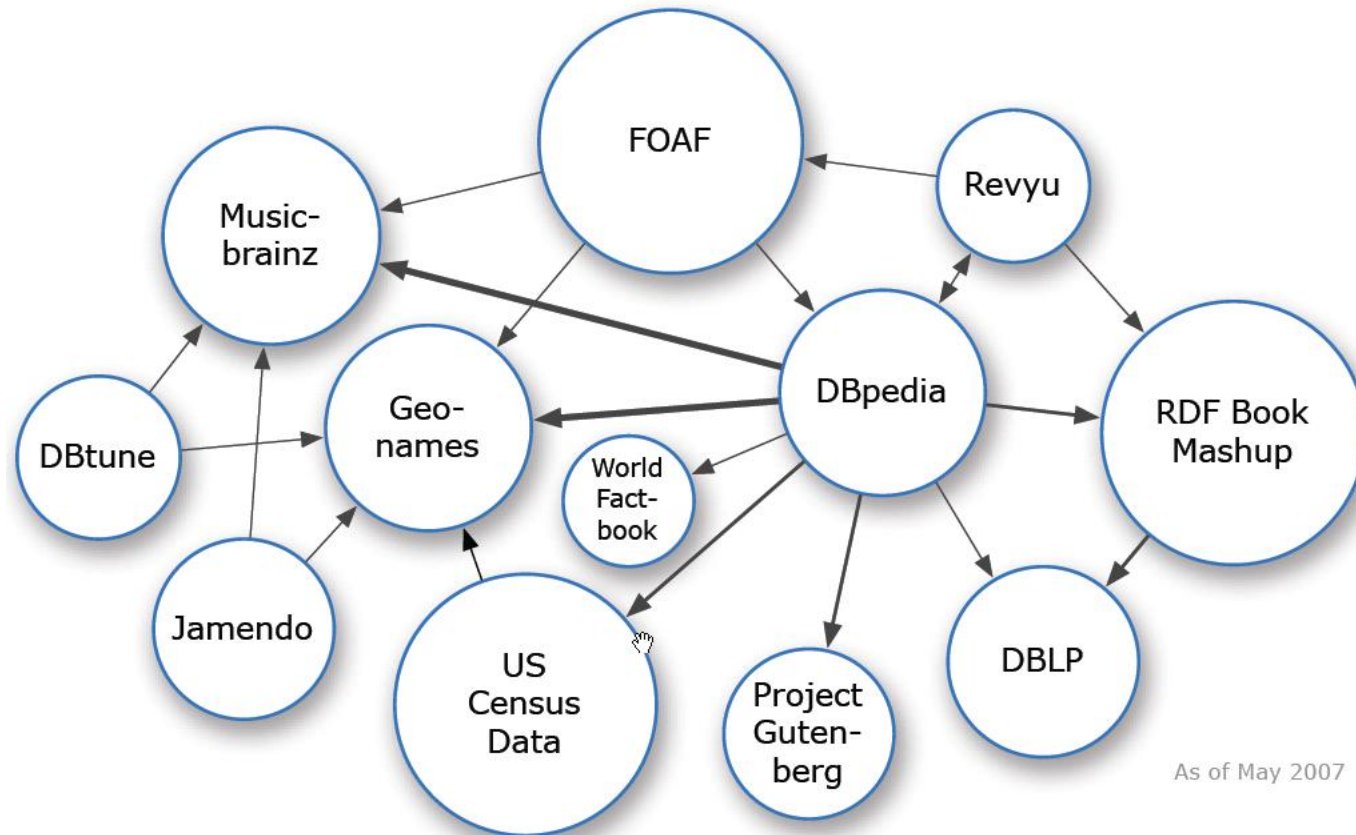 FOAF
Revyu
Music-
brainz
DBpedia
Geo-
names
RDF Book
Mashup
DBtune
World
Fact-
book
Jamendo
US
Census
Data
Project
Guten-
berg
DBLP
As of May 2007